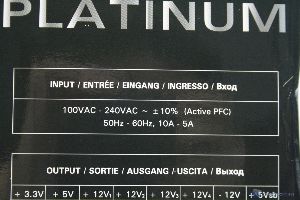 PLATINUM
INPUT / ENTRÉE / EINGANG / INGRESSO / Вход
100VAC - 240VAC ~ ±10% (Active PFC)
50Hz - 60Hz, 10A - 5A
OUTPUT / SORTIE / AUSGANG / USCITA / Выход
+ 3.3V + 5V + 12V1 + 12V2 + 12V3 + 12V4 - 12V + 5Vsb